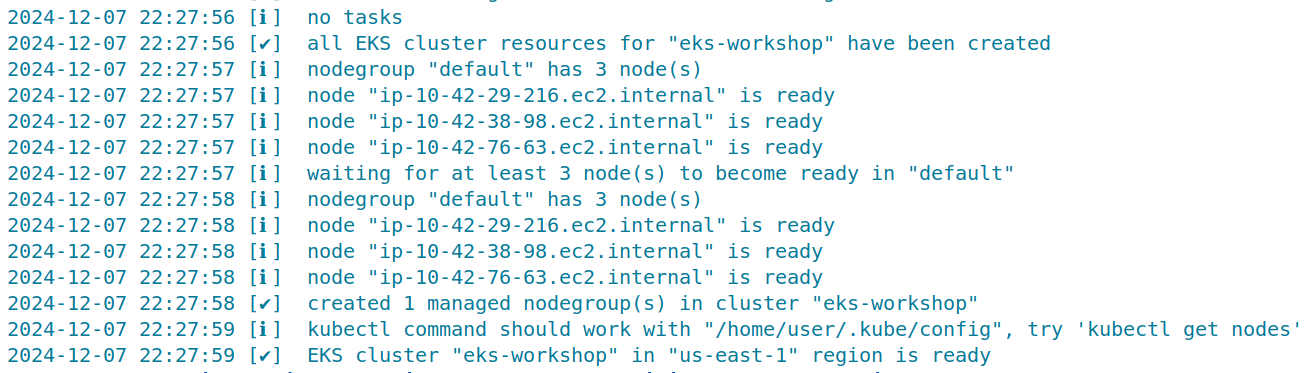 2024-12-07 22:27:56 [ℹ]  no tasks
2024-12-07 22:27:56 [✔]  all EKS cluster resources for "eks-workshop" have been created
2024-12-07 22:27:57 [ℹ]  nodegroup "default" has 3 node(s)
2024-12-07 22:27:57 [ℹ]  node "ip-10-42-29-216.ec2.internal" is ready
2024-12-07 22:27:57 [ℹ]  node "ip-10-42-38-98.ec2.internal" is ready
2024-12-07 22:27:57 [ℹ]  node "ip-10-42-76-63.ec2.internal" is ready
2024-12-07 22:27:57 [ℹ]  waiting for at least 3 node(s) to become ready in "default"
2024-12-07 22:27:58 [ℹ]  nodegroup "default" has 3 node(s)
2024-12-07 22:27:58 [ℹ]  node "ip-10-42-29-216.ec2.internal" is ready
2024-12-07 22:27:58 [ℹ]  node "ip-10-42-38-98.ec2.internal" is ready
2024-12-07 22:27:58 [ℹ]  node "ip-10-42-76-63.ec2.internal" is ready
2024-12-07 22:27:58 [✔]  created 1 managed nodegroup(s) in cluster "eks-workshop"
2024-12-07 22:27:59 [ℹ]  kubectl command should work with "/home/user/.kube/config", try 'kubectl get nodes'
2024-12-07 22:27:59 [✔]  EKS cluster "eks-workshop" in "us-east-1" region is ready